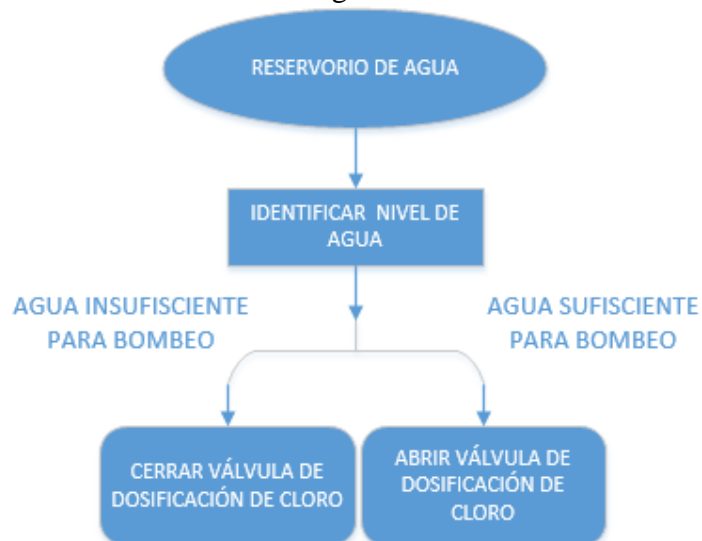 RESERVORIO DE AGUA
IDENTIFICAR NIVEL DE
AGUA
AGUA INSUFISCIENTE
PARA BOMBEO
AGUA SUFISCIENTE
PARA BOMBEO
CERRAR VÁLVULA DE
DOSIFICACIÓN DE CLORO
ABRIR VÁLVULA DE
DOSIFICACIÓN DE
CLORO